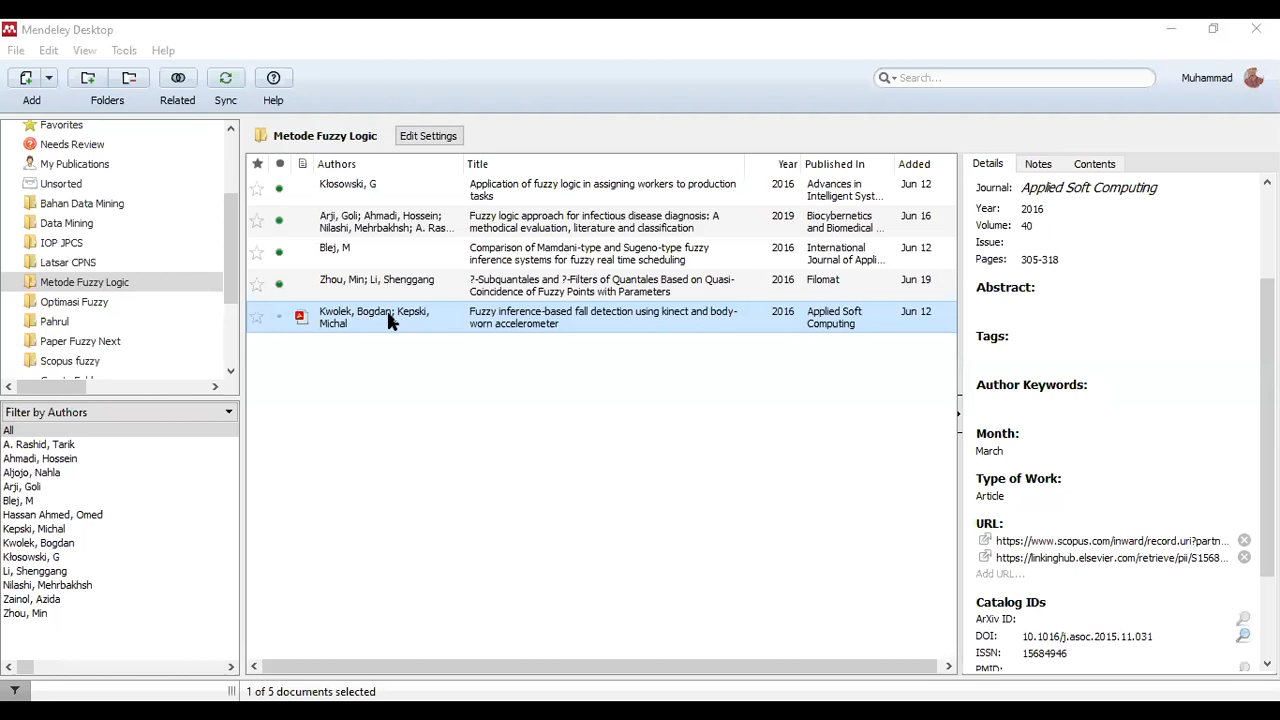 Mendeley Desktop
File Edit View Tools Help
Search...
Muhammad
Add Folders Related Sync Help
Favorites
Needs Review
My Publications
Unsorted
Bahan Data Mining
Data Mining
IOP JPCS
Latsar CPNS
Metode Fuzzy Logic
Optimasi Fuzzy
Pahrul
Paper Fuzzy Next
Scopus fuzzy
Filter by Authors
All
A. Rashid, Tarik
Ahmadi, Hossein
Aljojo, Nahla
Arji, Goli
Blej, M
Hassan Ahmed, Omed
Kepski, Michal
Kwolek, Bogdan
Kłosowski, G
Li, Shenggang
Nilashi, Mehrbakhsh
Zainol, Azida
Zhou, Min
Metode Fuzzy Logic Edit Settings
Authors Title Year Published In Added
Kłosowski, G Application of fuzzy logic in assigning workers to production 2016 Advances in Jun 12
tasks Intelligent Syst...
Arji, Goli; Ahmadi, Hossein; Fuzzy logic approach for infectious disease diagnosis: A 2019 Biocybernetics Jun 16
Nilashi, Mehrbakhsh; A. Ras... methodical evaluation, literature and classification and Biomedical ...
Blej, M Comparison of Mamdani-type and Sugeno-type fuzzy 2016 International Jun 12
inference systems for fuzzy real time scheduling Journal of Appli...
Zhou, Min; Li, Shenggang ?-Subquantales and ?-Filters of Quantales Based on Quasi- 2016 Filomat Jun 19
Coincidence of Fuzzy Points with Parameters
Kwolek, Bogdan; Kepski, Fuzzy inference-based fall detection using kinect and body- 2016 Applied Soft Jun 12
Michal worn accelerometer Computing
1 of 5 documents selected
Details Notes Contents
Journal: Applied Soft Computing
Year: 2016
Volume: 40
Issue:
Pages: 305-318
Abstract:
Tags:
Author Keywords:
Month:
March
Type of Work:
Article
URL:
https://www.scopus.com/inward/record.uri?partn...
https://linkinghub.elsevier.com/retrieve/pii/S1568...
Add URL...
Catalog IDs
ArXiv ID:
DOI: 10.1016/j.asoc.2015.11.031
ISSN: 15684946
PMID: